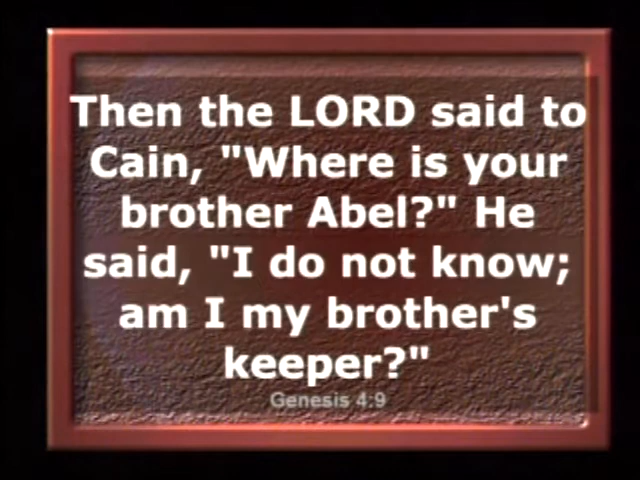 Then the LORD said to
Cain, "Where is your
brother Abel?" He
said, "I do not know;
am I my brother's
keeper?"
Genesis 4:9